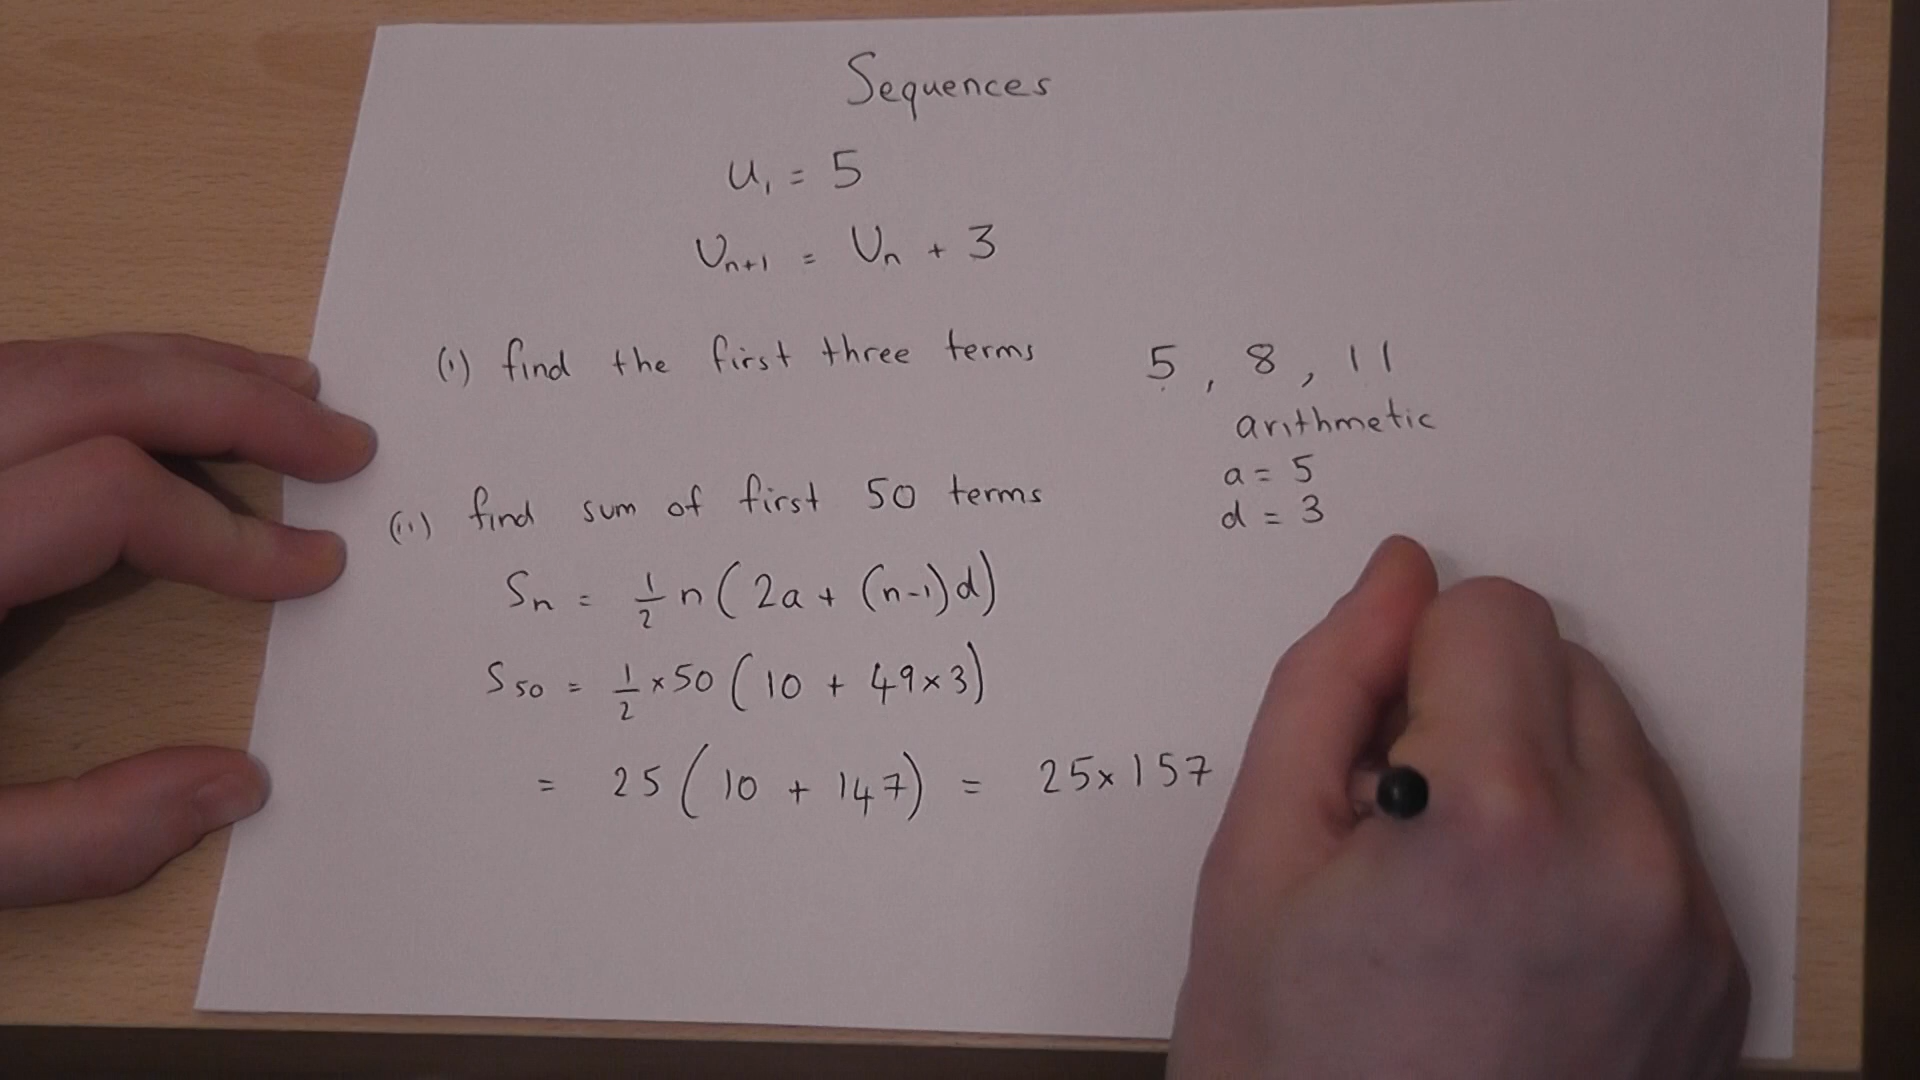 Sequences
u₁ = 5
Uₙ₊₁ = Uₙ + 3
(i) find the first three terms 5, 8, 11
arithmetic
a = 5
d = 3
(ii) find sum of first 50 terms
Sₙ = 1/2 n(2a + (n-1)d)
S₅₀ = 1/2 × 50(10 + 49×3)
= 25(10 + 147) = 25×157